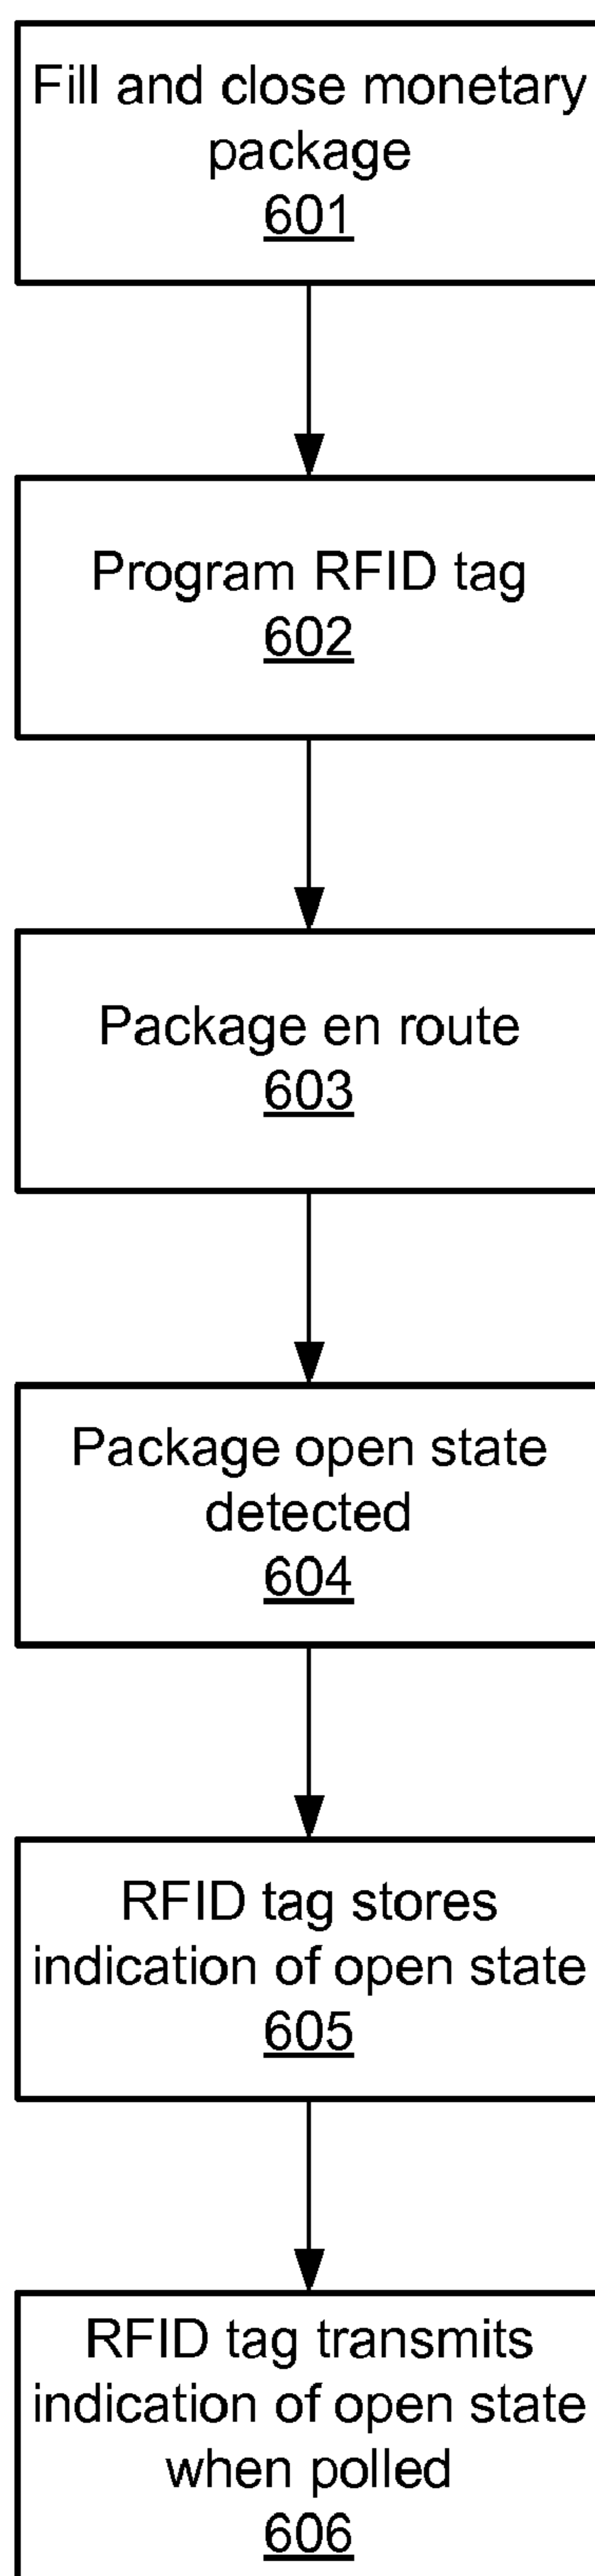 Fill and close monetary
package
601
Program RFID tag
602
Package en route
603
Package open state
detected
604
RFID tag stores
indication of open state
605
RFID tag transmits
indication of open state
when polled
606